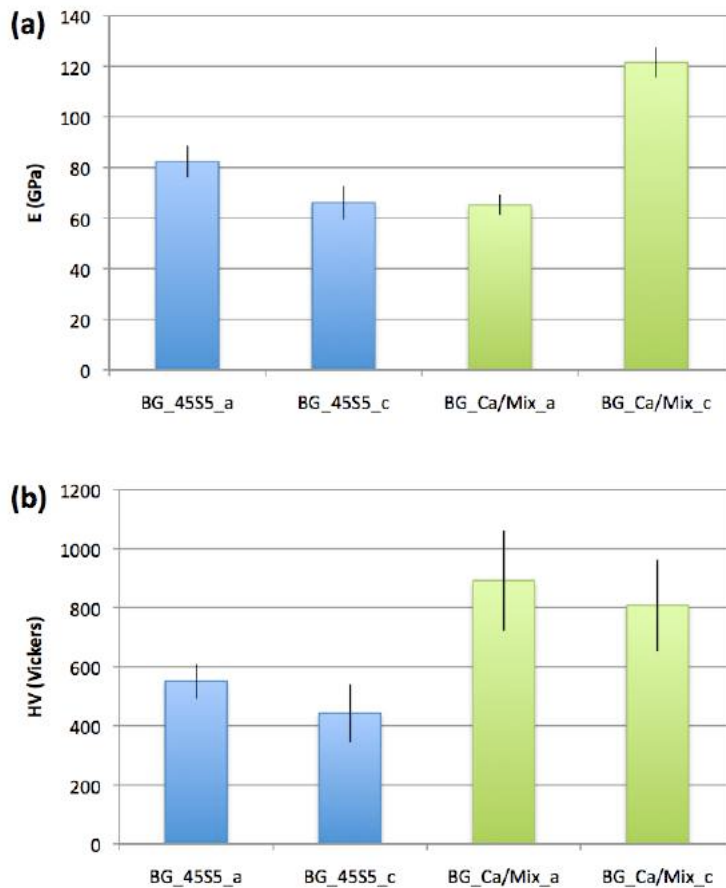 (a)
140
120
100
80
60
40
20
0
E (GPa)
BG_45S5_a BG_45S5_c BG_Ca/Mix_a BG_Ca/Mix_c
(b)
1200
1000
800
600
400
200
0
HV (Vickers)
BG_45S5_a BG_45S5_c BG_Ca/Mix_a BG_Ca/Mix_c